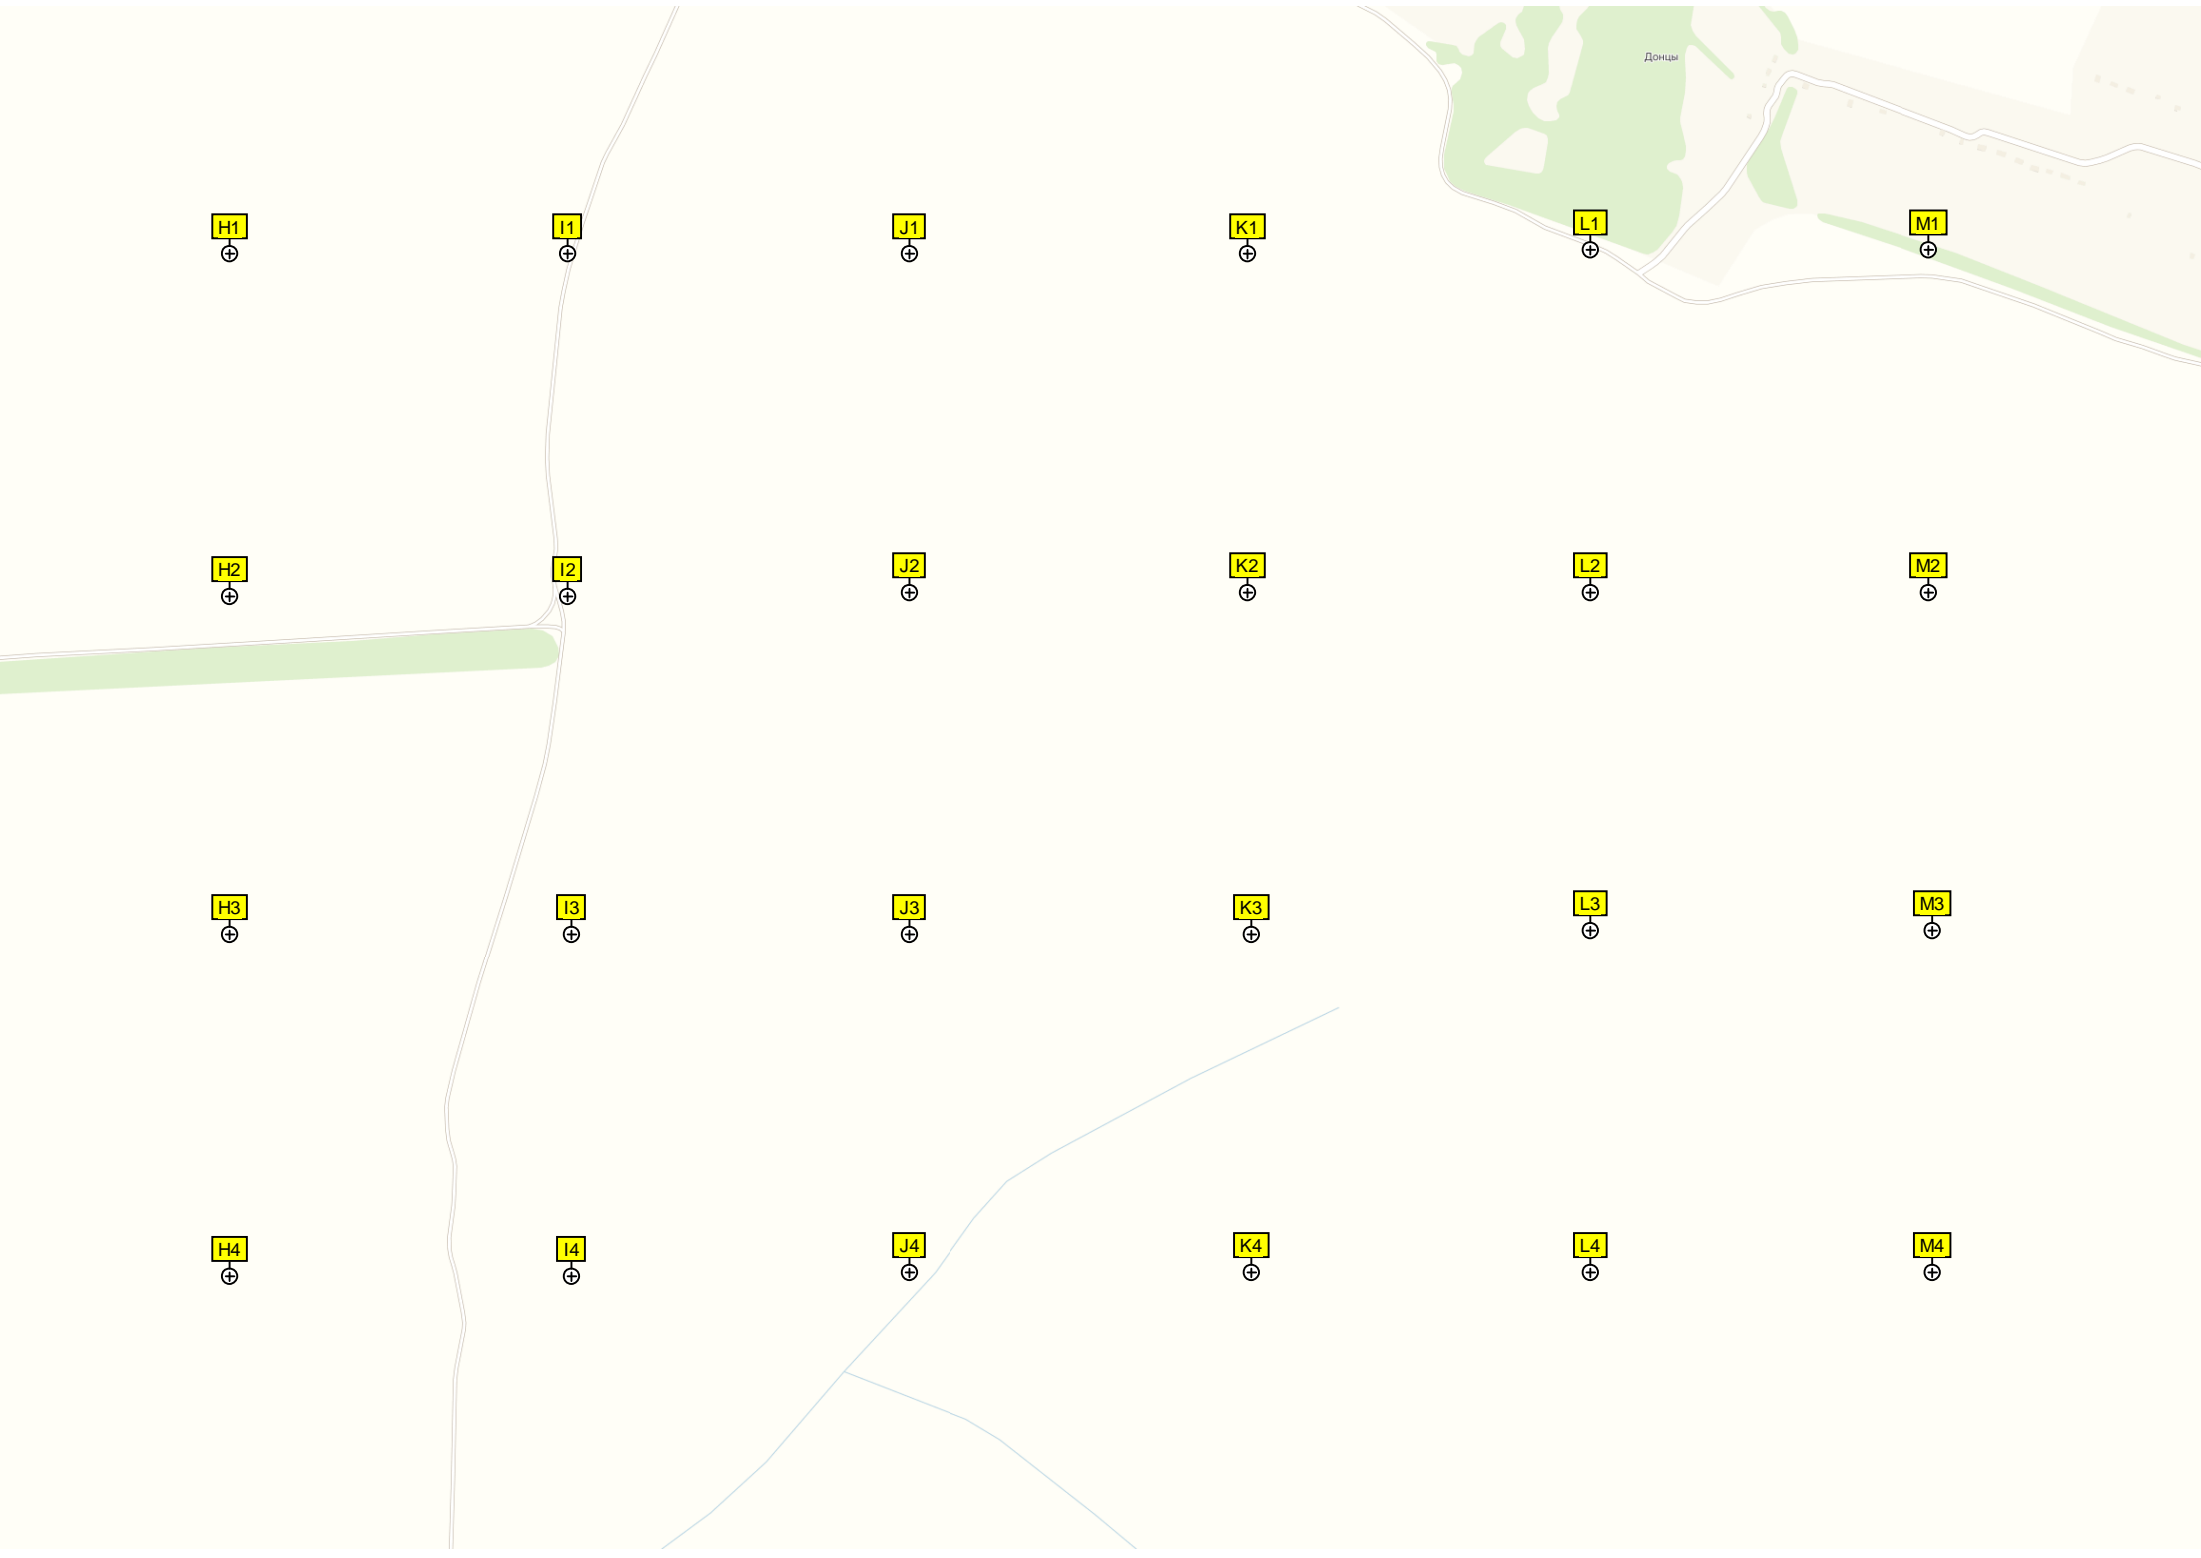 Донцы
H1 I1 J1 K1 L1 M1
H2 I2 J2 K2 L2 M2
H3 I3 J3 K3 L3 M3
H4 I4 J4 K4 L4 M4